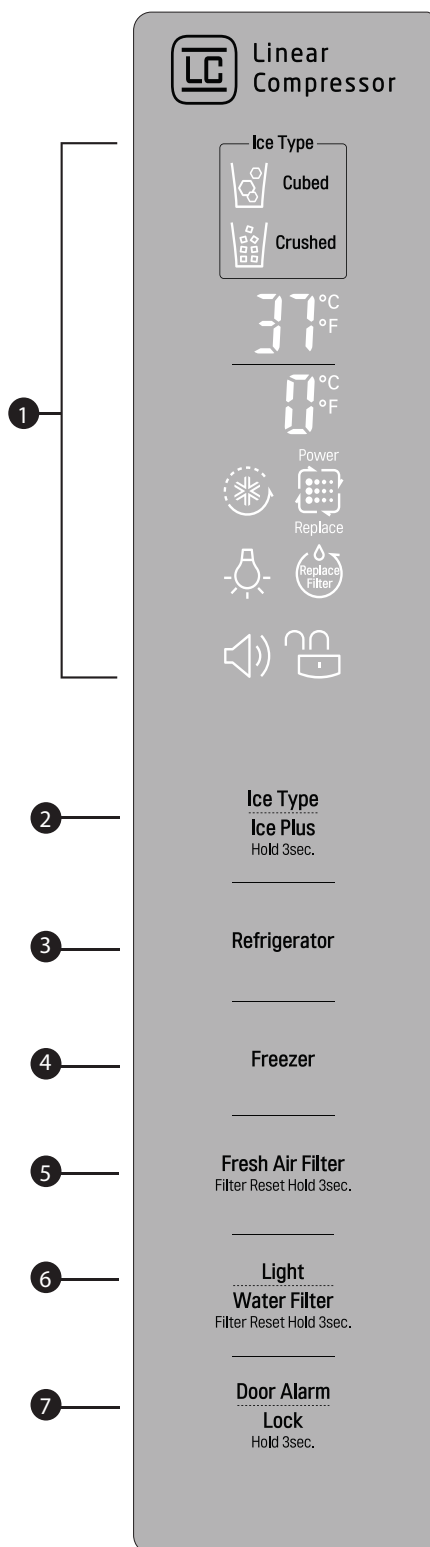 LC Linear
Compressor
Ice Type
Cubed
Crushed
37 °C
°F
0 °C
°F
Power
Replace
Replace
Filter
1
2
Ice Type
Ice Plus
Hold 3sec.
3
Refrigerator
4
Freezer
5
Fresh Air Filter
Filter Reset Hold 3sec.
6
Light
Water Filter
Filter Reset Hold 3sec.
7
Door Alarm
Lock
Hold 3sec.